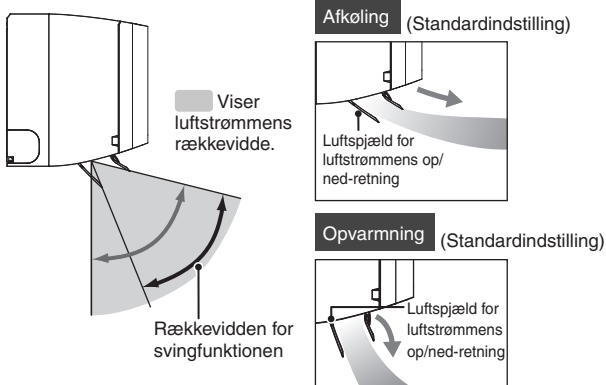 Viser
luftstrømmens
rækkevidde.
Rækkevidden for
svingfunktionen
Afkøling (Standardindstilling)
Luftspjæld for
luftstrømmens op/
ned-retning
Opvarmning (Standardindstilling)
Luftspjæld for
luftstrømmens
op/ned-retning